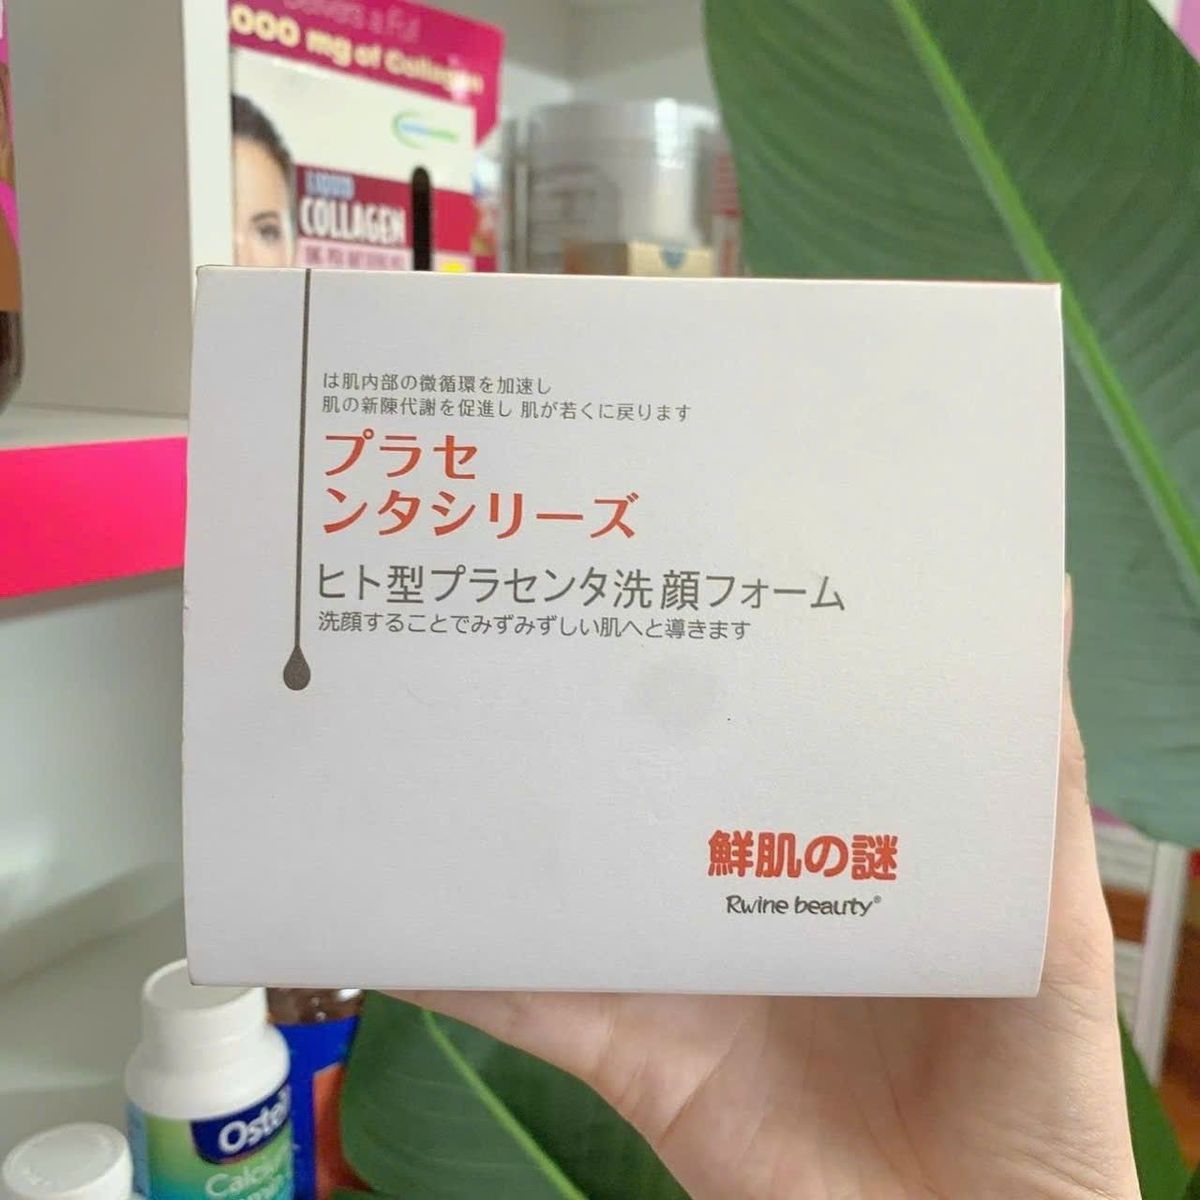 000 mg of Collagen
LIQUID
COLLAGEN
は肌内部の微循環を加速し
肌の新陳代謝を促進し 肌が若くに戻ります
プラセ
ンタシリーズ
ヒト型プラセンタ洗顔フォーム
洗顔することでみずみずしい肌へと導きます
鮮肌の謎
Rwine beauty®